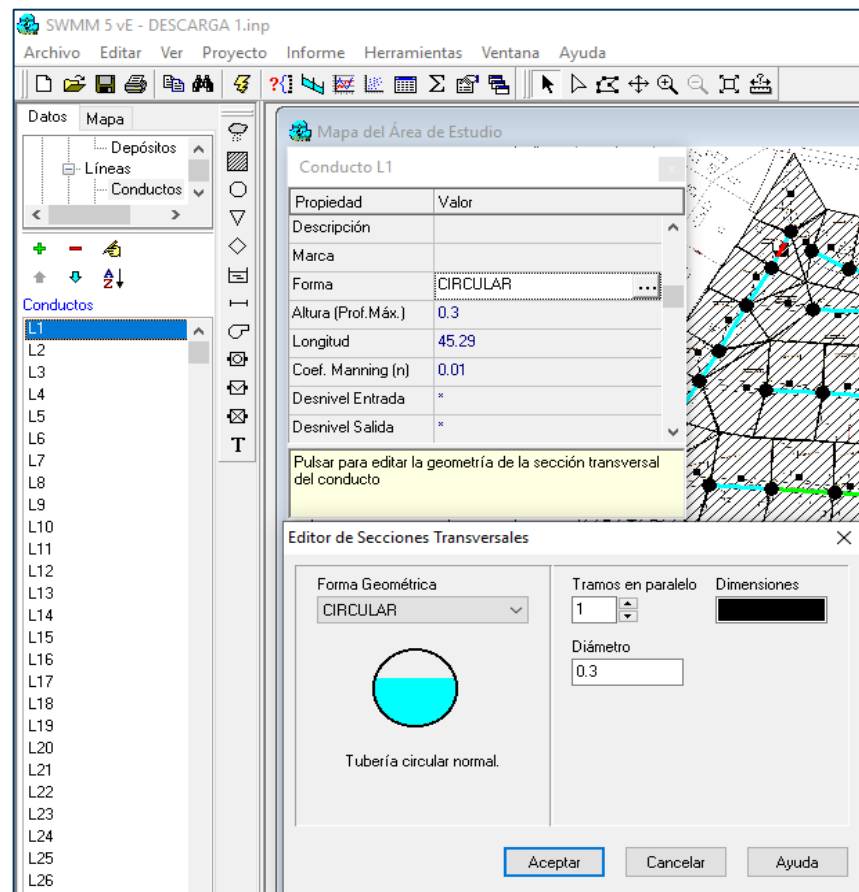 SWMM 5 vE - DESCARGA 1.inp
Archivo Editar Ver Proyecto Informe Herramientas Ventana Ayuda
Datos Mapa
Depósitos
Líneas
Conductos
Conductos
L1
L2
L3
L4
L5
L6
L7
L8
L9
L10
L11
L12
L13
L14
L15
L16
L17
L18
L19
L20
L21
L22
L23
L24
L25
L26
T
Mapa del Área de Estudio
Conducto L1
Propiedad Valor
Descripción
Marca
Forma CIRCULAR ...
Altura (Prof.Máx.) 0.3
Longitud 45.29
Coef. Manning (n) 0.01
Desnivel Entrada *
Desnivel Salida *
Pulsar para editar la geometría de la sección transversal
del conducto
Editor de Secciones Transversales
Forma Geométrica
CIRCULAR
Tubería circular normal.
Tramos en paralelo Dimensiones
1
Diámetro
0.3
Aceptar Cancelar Ayuda